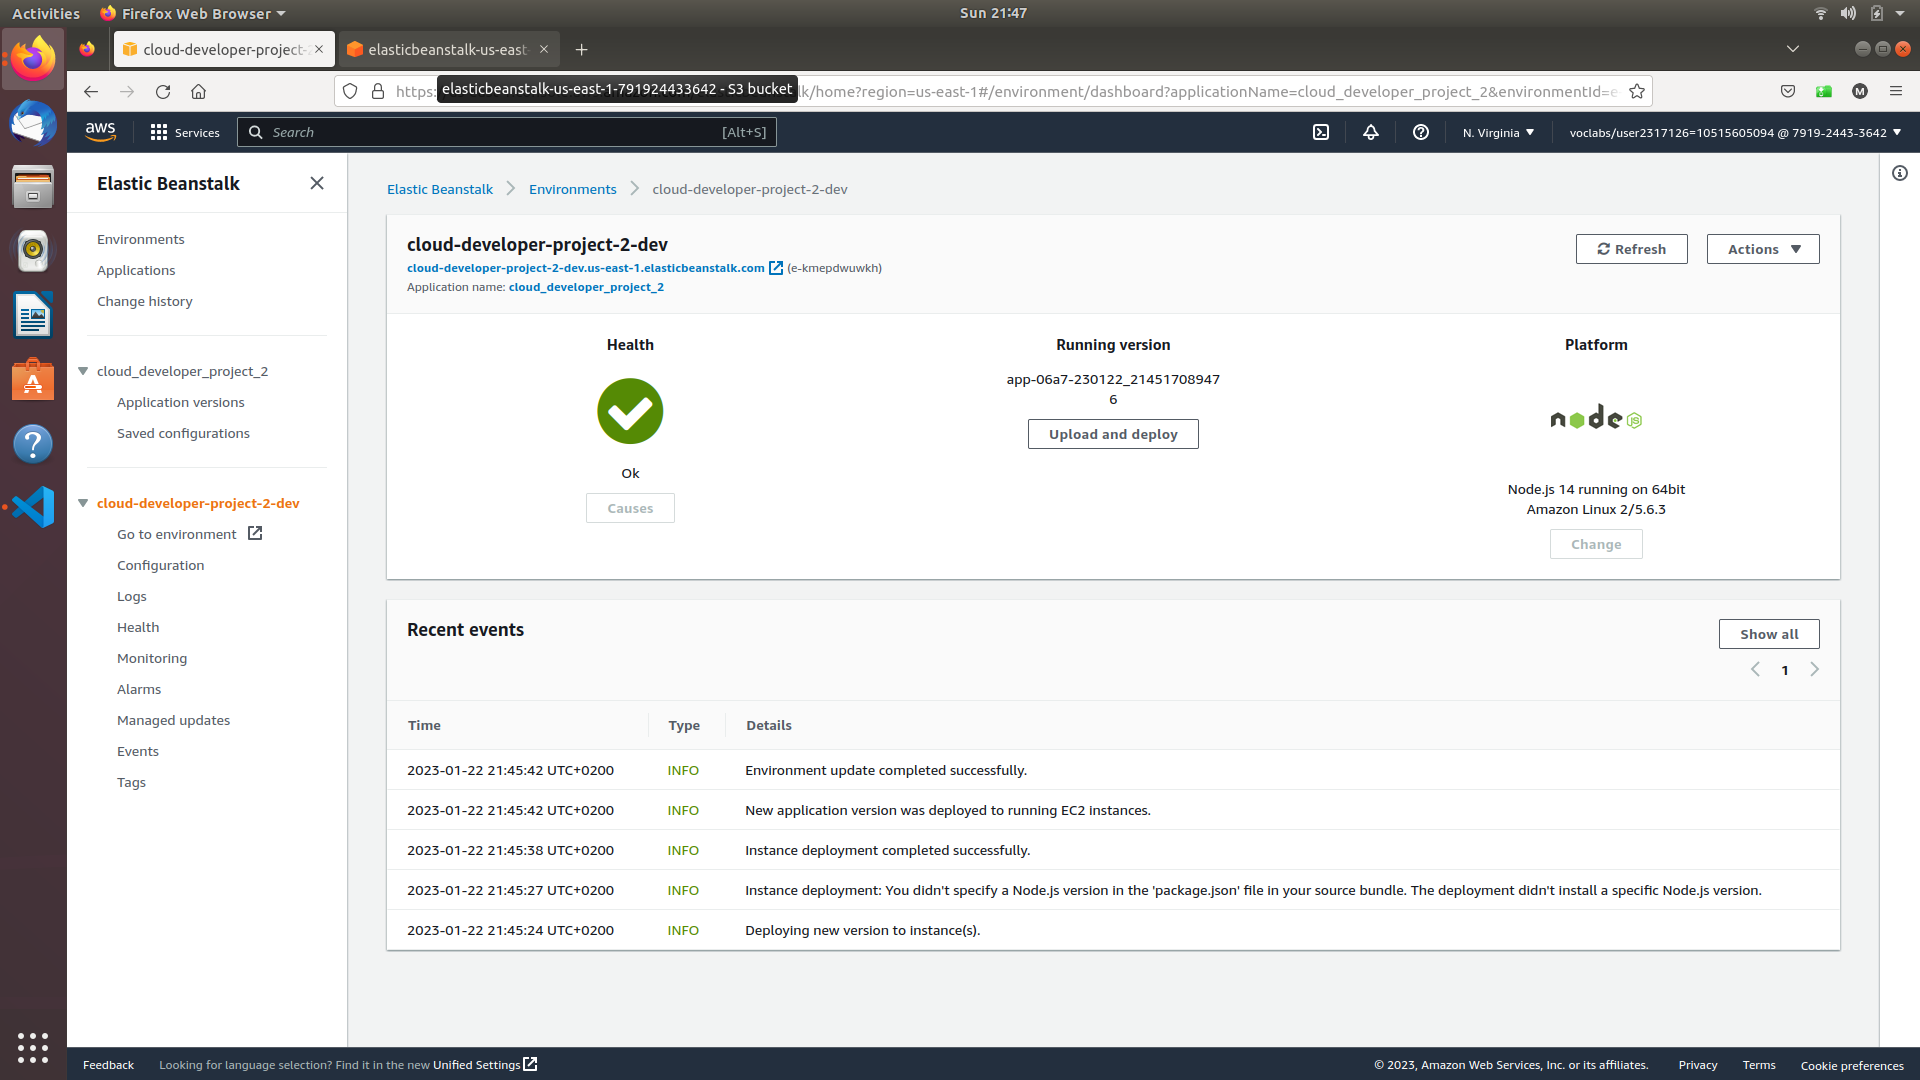 Activities
Firefox Web Browser
Sun 21:47
cloud-developer-project-2
elasticbeanstalk-us-east-
https:
elasticbeanstalk-us-east-1-791924433642 - S3 bucket
lk/home?region=us-east-1#/environment/dashboard?applicationName=cloud_developer_project_2&environmentId=e-
M
aws
Services
Search
[Alt+S]
N. Virginia
voclabs/user2317126=10515605094 @ 7919-2443-3642
Elastic Beanstalk
Environments
Applications
Change history
cloud_developer_project_2
Application versions
Saved configurations
cloud-developer-project-2-dev
Go to environment
Configuration
Logs
Health
Monitoring
Alarms
Managed updates
Events
Tags
Elastic Beanstalk
Environments
cloud-developer-project-2-dev
cloud-developer-project-2-dev
cloud-developer-project-2-dev.us-east-1.elasticbeanstalk.com (e-kmepdwuwkh)
Application name: cloud_developer_project_2
Refresh
Actions
Health
Ok
Causes
Running version
app-06a7-230122_21451708947
6
Upload and deploy
Platform
node
JS
Node.js 14 running on 64bit
Amazon Linux 2/5.6.3
Change
Recent events
Show all
1
Time Type Details
2023-01-22 21:45:42 UTC+0200 INFO Environment update completed successfully.
2023-01-22 21:45:42 UTC+0200 INFO New application version was deployed to running EC2 instances.
2023-01-22 21:45:38 UTC+0200 INFO Instance deployment completed successfully.
2023-01-22 21:45:27 UTC+0200 INFO Instance deployment: You didn't specify a Node.js version in the 'package.json' file in your source bundle. The deployment didn't install a specific Node.js version.
2023-01-22 21:45:24 UTC+0200 INFO Deploying new version to instance(s).
Feedback
Looking for language selection? Find it in the new Unified Settings
© 2023, Amazon Web Services, Inc. or its affiliates.
Privacy
Terms
Cookie preferences